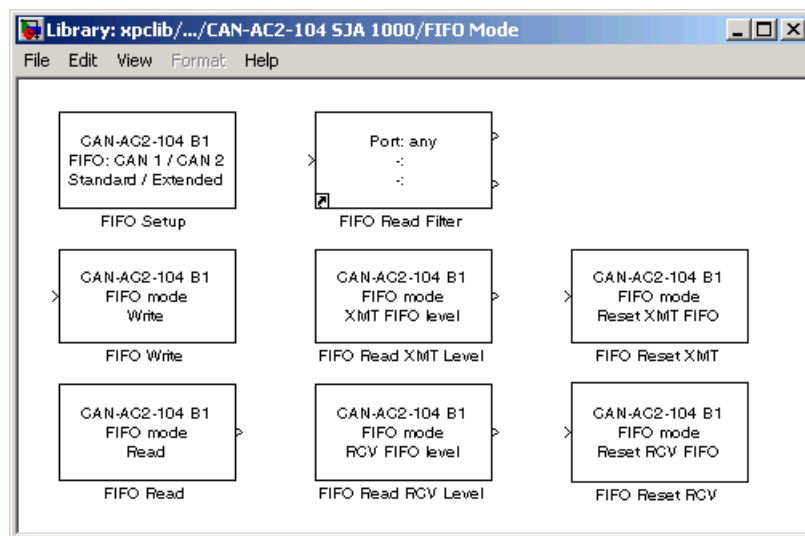 Library: xpclib/.../CAN-AC2-104 SJA 1000/FIFO Mode
File Edit View Format Help
CAN-AC2-104 B1
FIFO: CAN 1 / CAN 2
Standard / Extended
FIFO Setup
Port: any
-:
-:
FIFO Read Filter
CAN-AC2-104 B1
FIFO mode
Write
FIFO Write
CAN-AC2-104 B1
FIFO mode
XMT FIFO level
FIFO Read XMT Level
CAN-AC2-104 B1
FIFO mode
Reset XMT FIFO
FIFO Reset XMT
CAN-AC2-104 B1
FIFO mode
Read
FIFO Read
CAN-AC2-104 B1
FIFO mode
RCV FIFO level
FIFO Read RCV Level
CAN-AC2-104 B1
FIFO mode
Reset RCV FIFO
FIFO Reset RCV